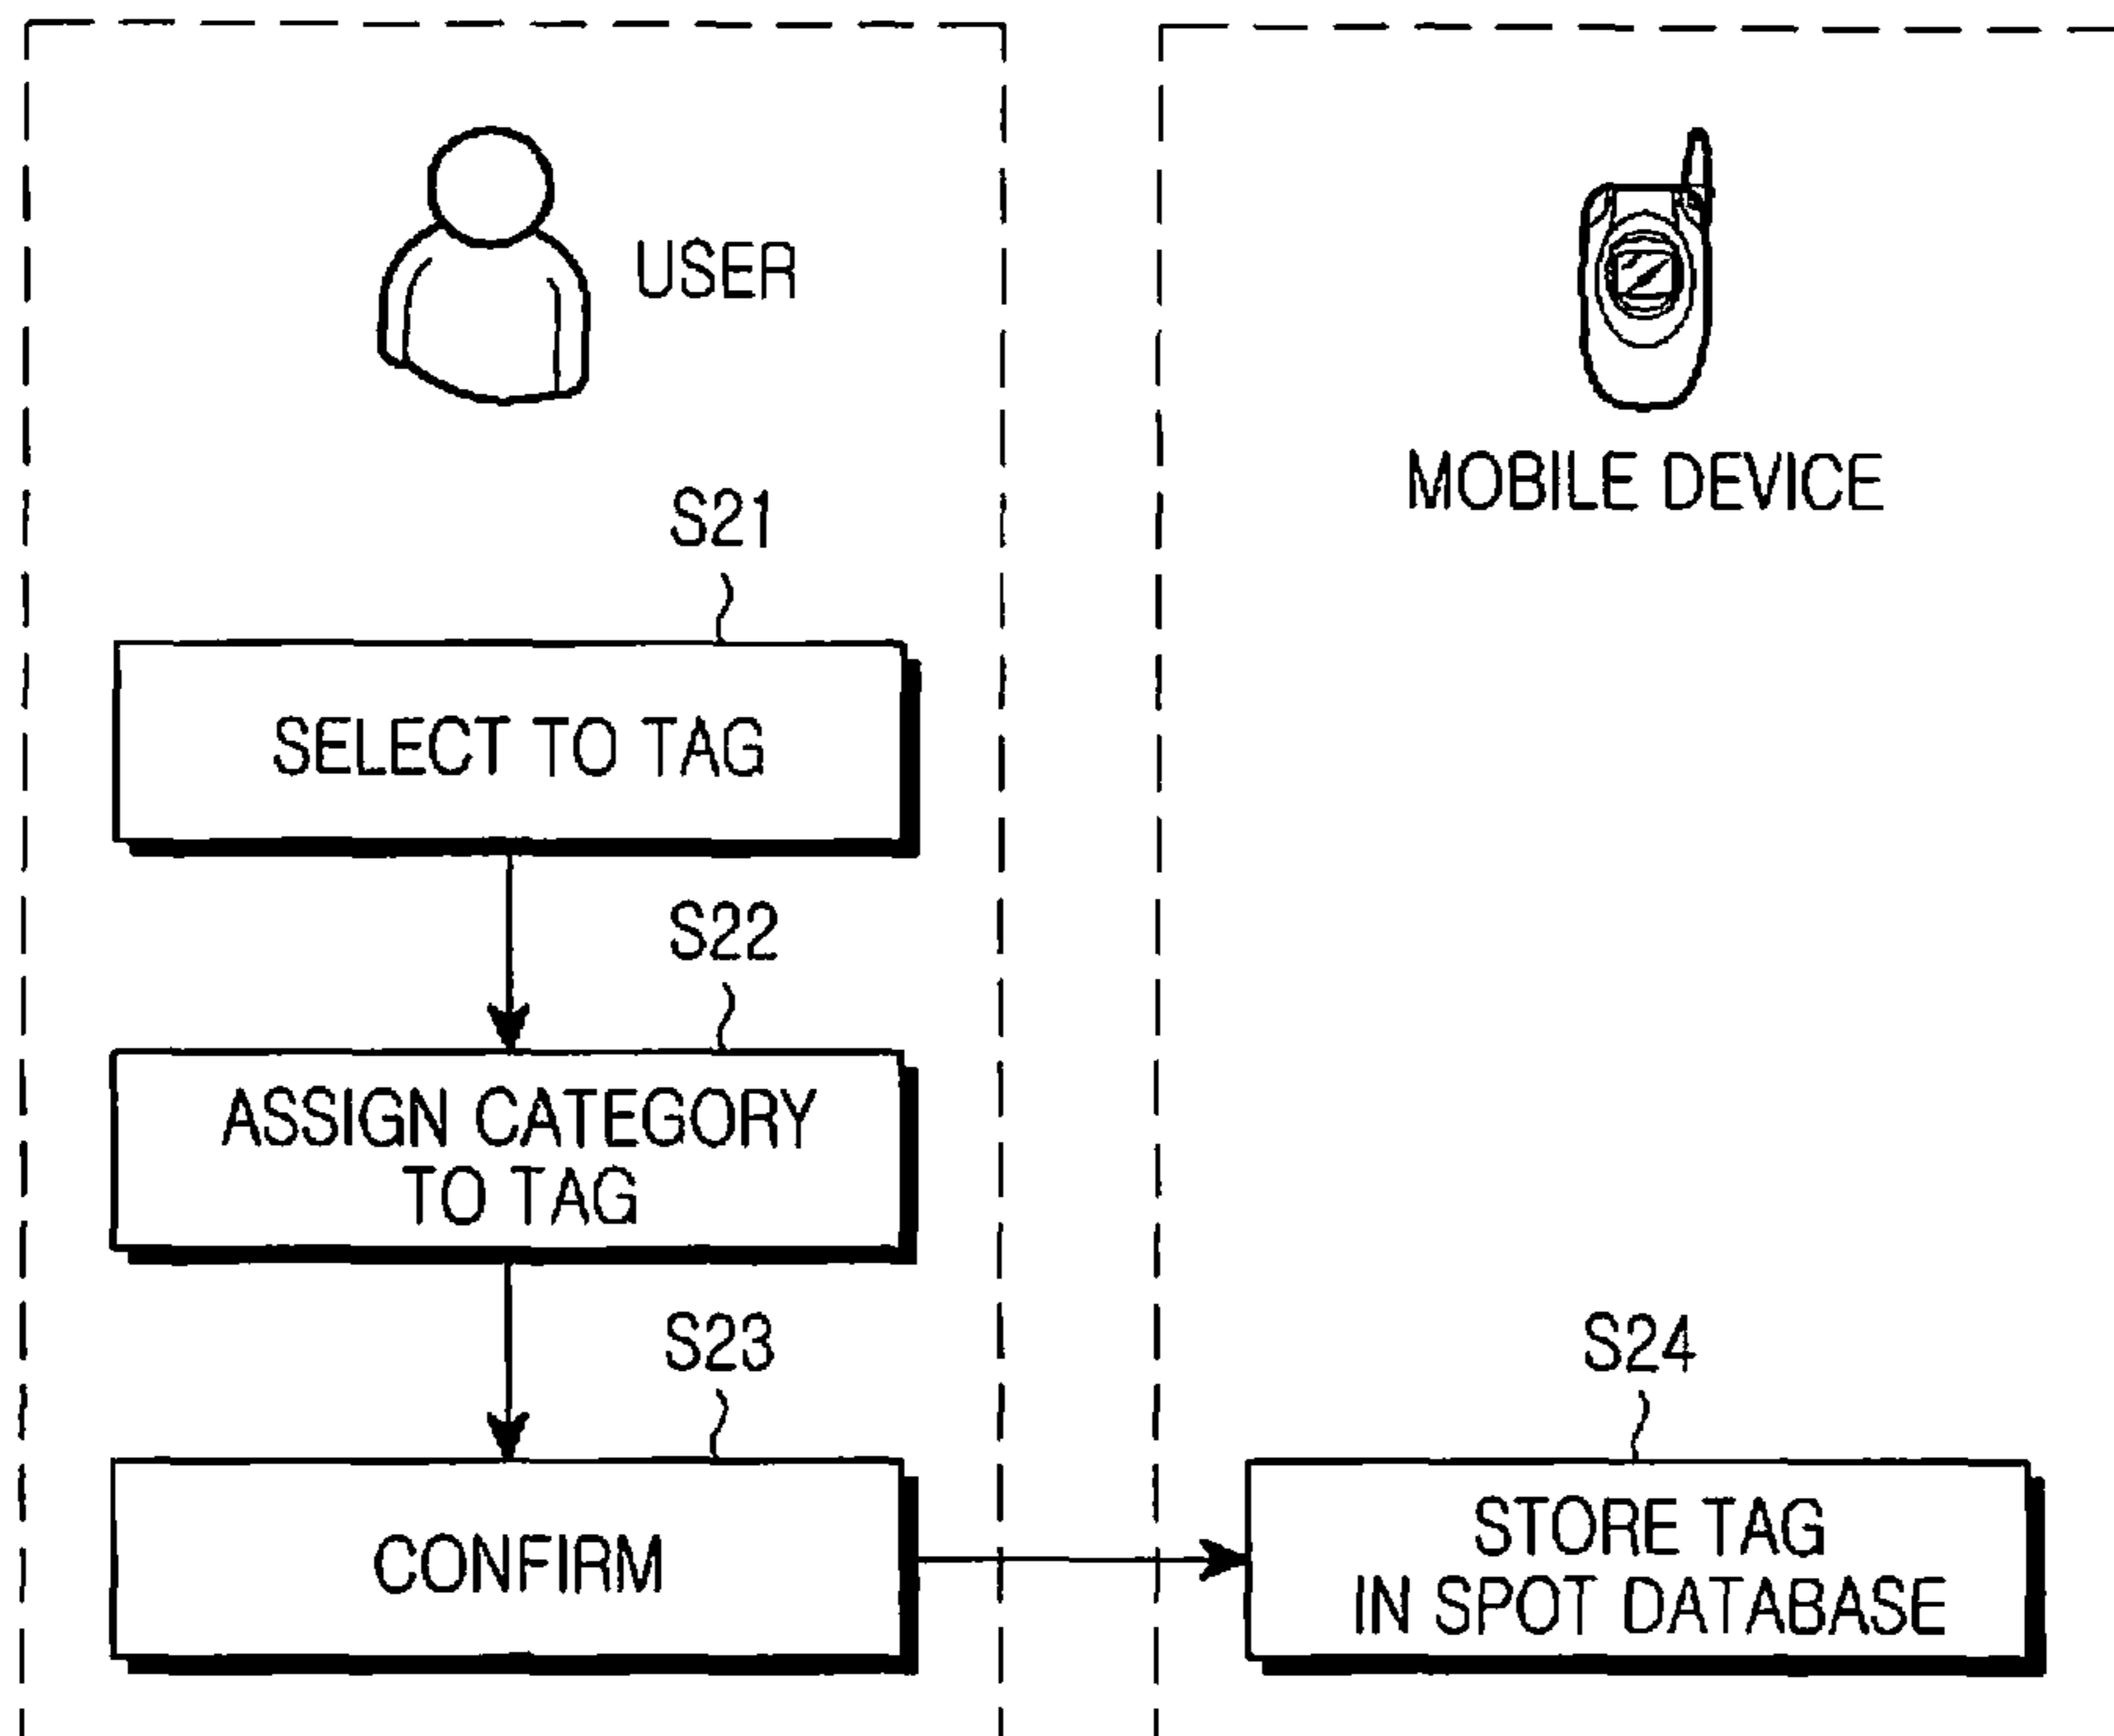 USER
MOBILE DEVICE
S21
SELECT TO TAG
S22
ASSIGN CATEGORY
TO TAG
S23
CONFIRM
S24
STORE TAG
IN SPOT DATABASE